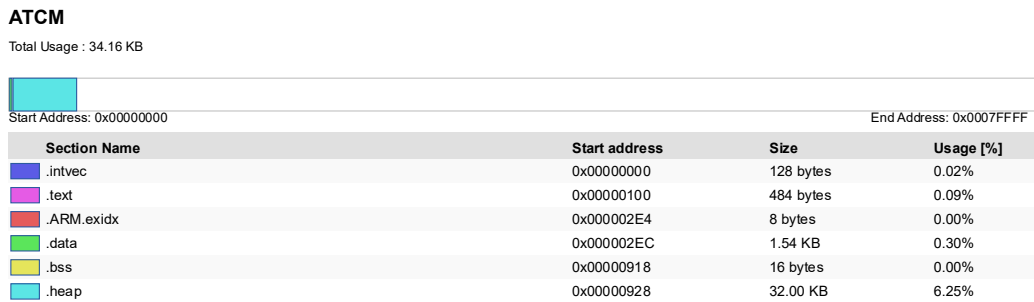 ATCM
Total Usage : 34.16 KB
Start Address: 0x00000000 End Address: 0x0007FFFF
Section Name Start address Size Usage [%]
.intvec 0x00000000 128 bytes 0.02%
.text 0x00000100 484 bytes 0.09%
.ARM.exidx 0x000002E4 8 bytes 0.00%
.data 0x000002EC 1.54 KB 0.30%
.bss 0x00000918 16 bytes 0.00%
.heap 0x00000928 32.00 KB 6.25%